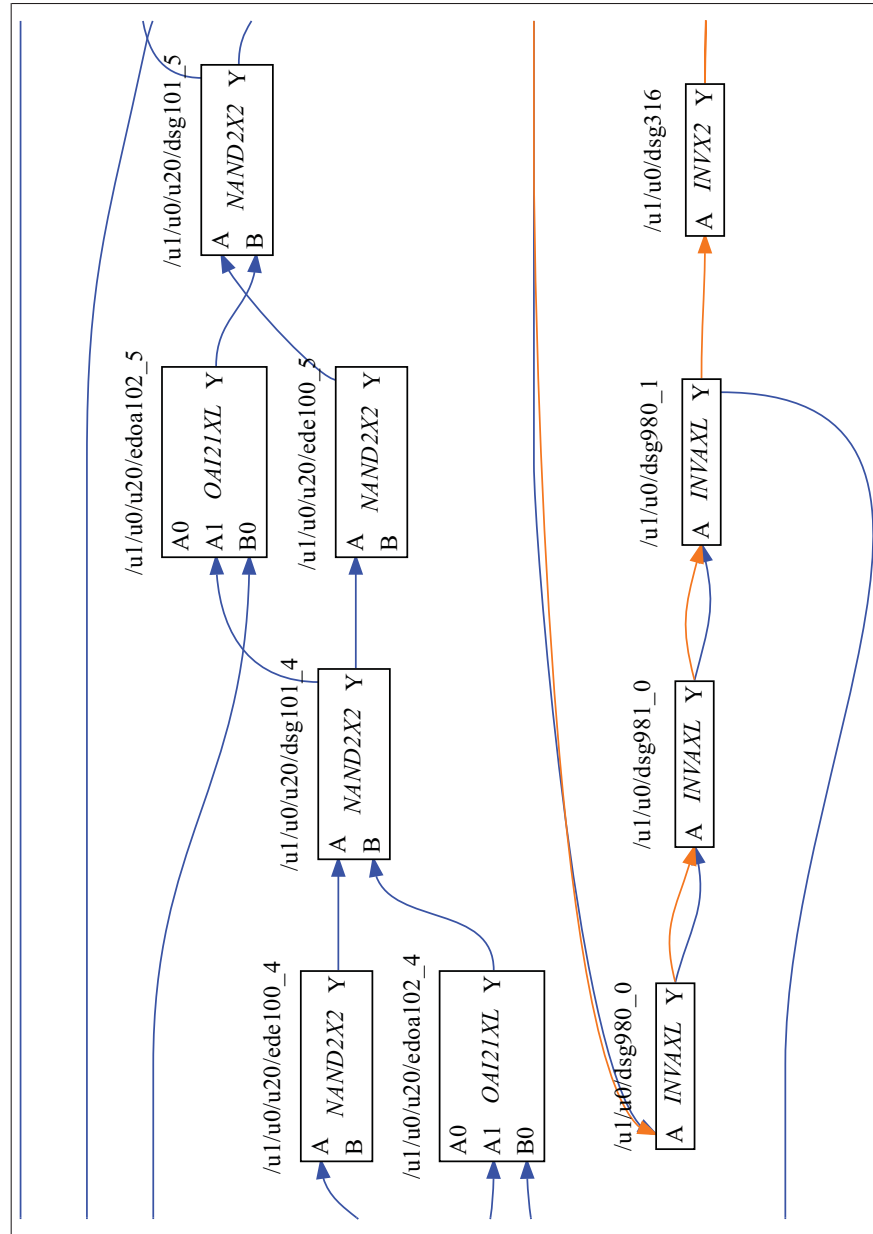 /u1/u0/u20/dsg101_5
A
B
NAND2X2
Y
/u1/u0/u20/edoa102_5
A0
A1
B0
OAI21XL
Y
/u1/u0/u20/ede100_5
A
B
NAND2X2
Y
/u1/u0/u20/dsg101_4
A
B
NAND2X2
Y
/u1/u0/u20/ede100_4
A
B
NAND2X2
Y
/u1/u0/u20/edoa102_4
A0
A1
B0
OAI21XL
Y
/u1/u0/dsg316
A INVX2 Y
/u1/u0/dsg980_1
A INVAXL Y
/u1/u0/dsg981_0
A INVAXL Y
/u1/u0/dsg980_0
A INVAXL Y